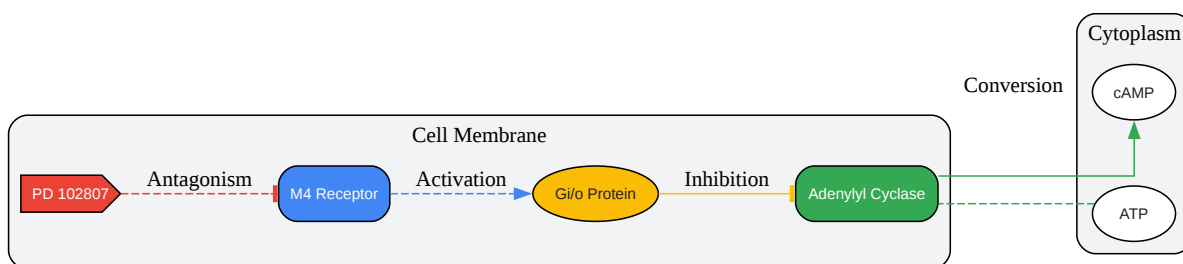 Cytoplasm
Conversion
cAMP
Cell Membrane
PD 102807
Antagonism
M4 Receptor
Activation
Gi/o Protein
Inhibition
Adenylyl Cyclase
ATP